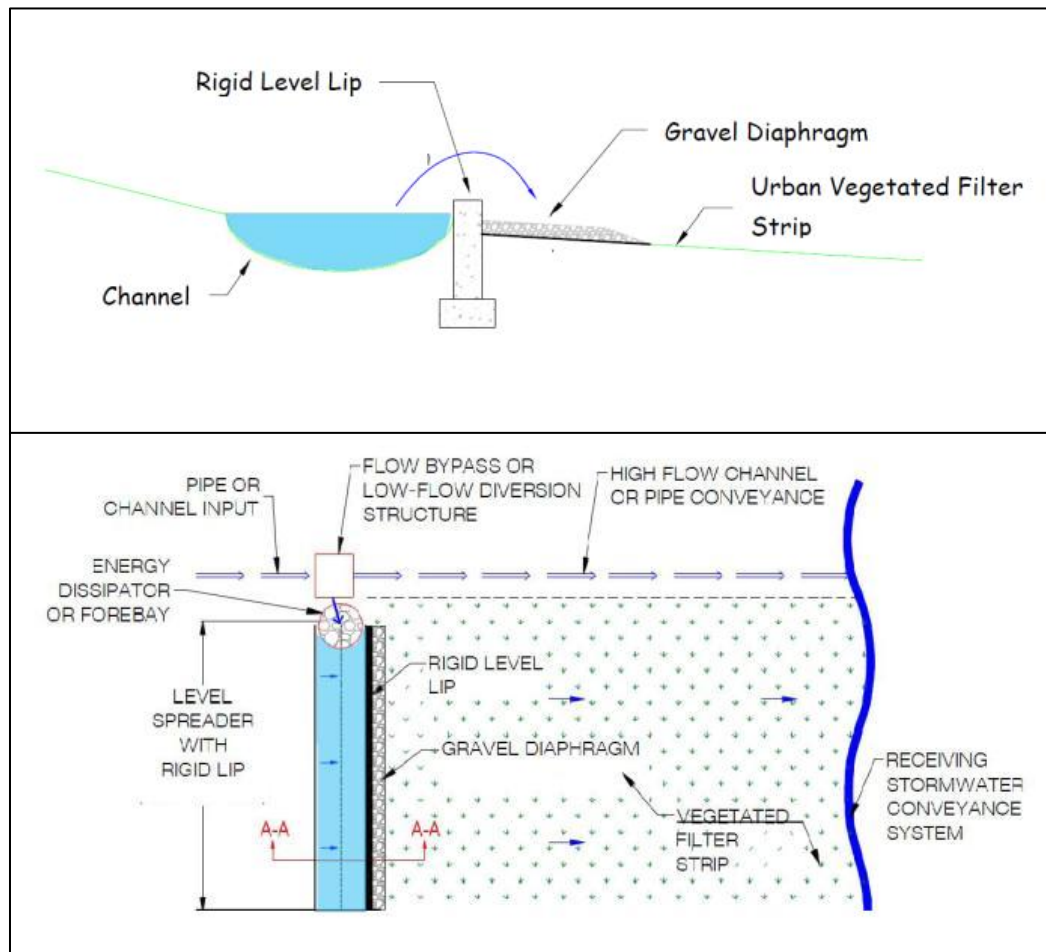 Rigid Level Lip
Gravel Diaphragm
Urban Vegetated Filter
Strip
Channel
FLOW BYPASS OR
LOW-FLOW DIVERSION
STRUCTURE
HIGH FLOW CHANNEL
OR PIPE CONVEYANCE
PIPE OR
CHANNEL INPUT
ENERGY
DISSIPATOR
OR FOREBAY
LEVEL
SPREADER
WITH
RIGID LIP
RIGID LEVEL
LIP
GRAVEL DIAPHRAGM
A-A
A-A
VEGETATED
FILTER
STRIP
RECEIVING
STORMWATER
CONVEYANCE
SYSTEM